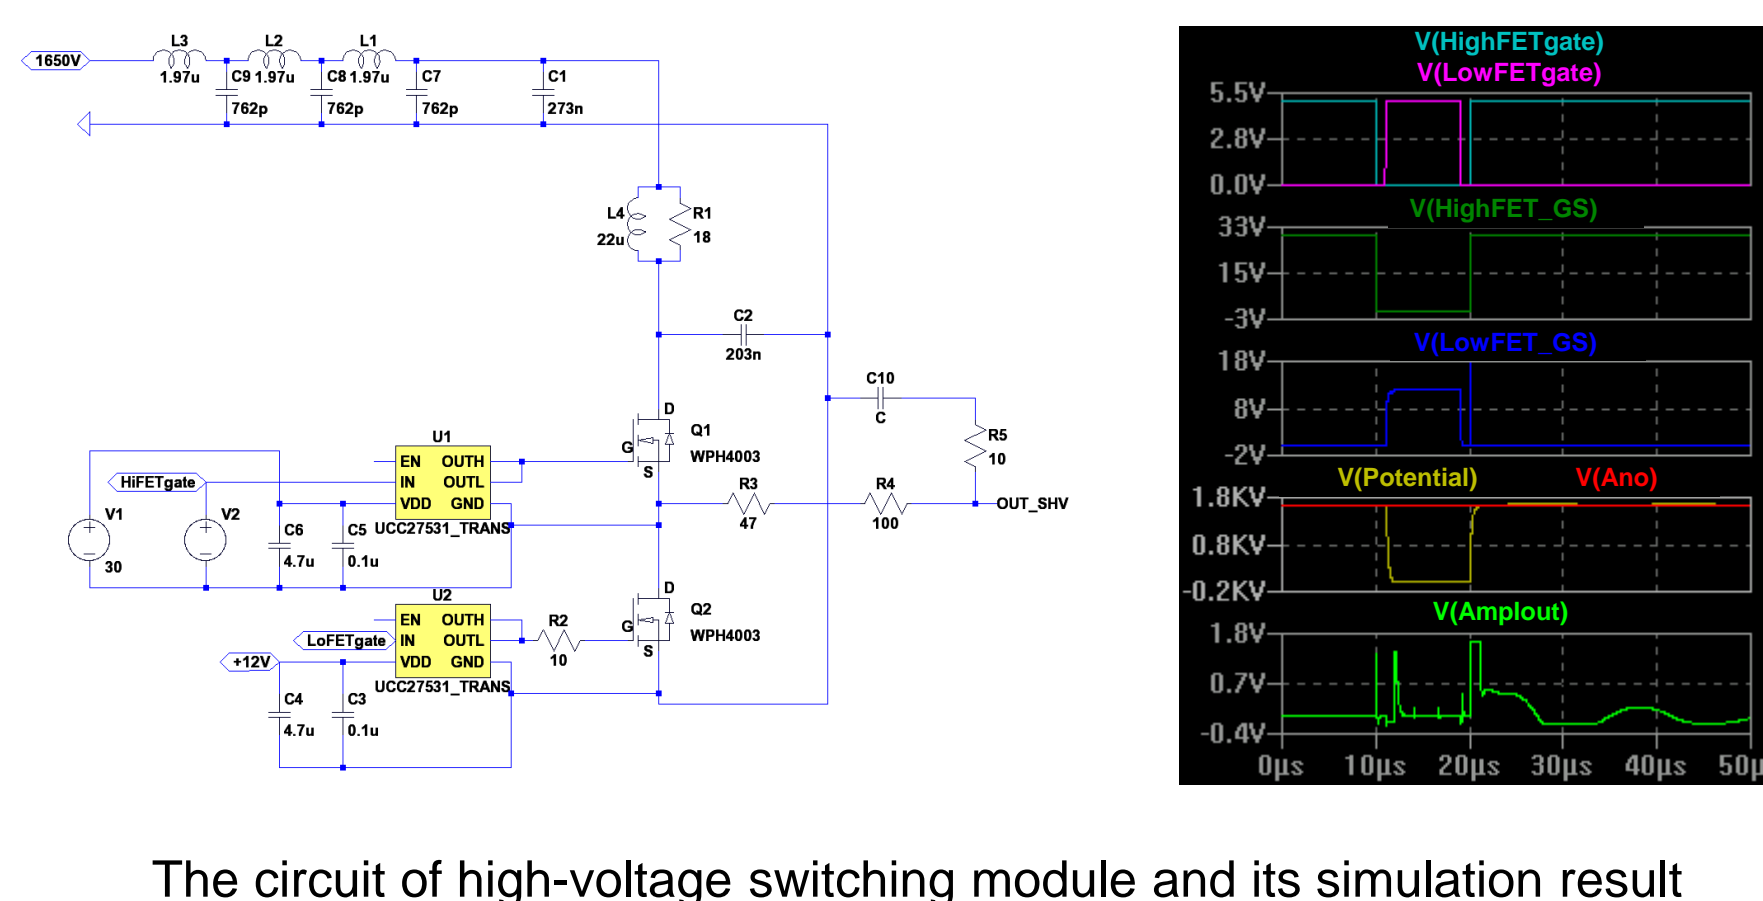 1650V
L3
1.97u
L2
1.97u
L1
1.97u
C9
762p
C8
762p
C7
762p
C1
273n
L4
22u
R1
18
C2
203n
C10
C
R5
10
D
G
S
Q1
WPH4003
U1
EN OUTH
IN OUTL
VDD GND
UCC27531_TRANS
HiFETgate
V1
30
V2
C6
4.7u
C5
0.1u
R3
47
R4
100
OUT_SHV
U2
EN OUTH
IN OUTL
VDD GND
UCC27531_TRANS
LoFETgate
+12V
R2
10
D
G
S
Q2
WPH4003
C4
4.7u
C3
0.1u
V(HighFETgate)
V(LowFETgate)
5.5V
2.8V
0.0V
V(HighFET_GS)
33V
15V
-3V
V(LowFET_GS)
18V
8V
-2V
V(Potential) V(Ano)
1.8KV
0.8KV
-0.2KV
V(Amplout)
1.8V
0.7V
-0.4V
0µs 10µs 20µs 30µs 40µs 50µ
The circuit of high-voltage switching module and its simulation result